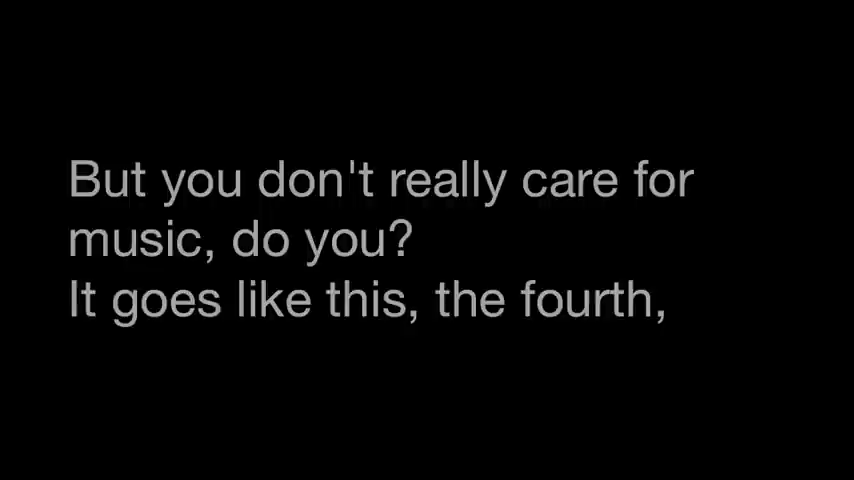 But you don't really care for
music, do you?
It goes like this, the fourth,